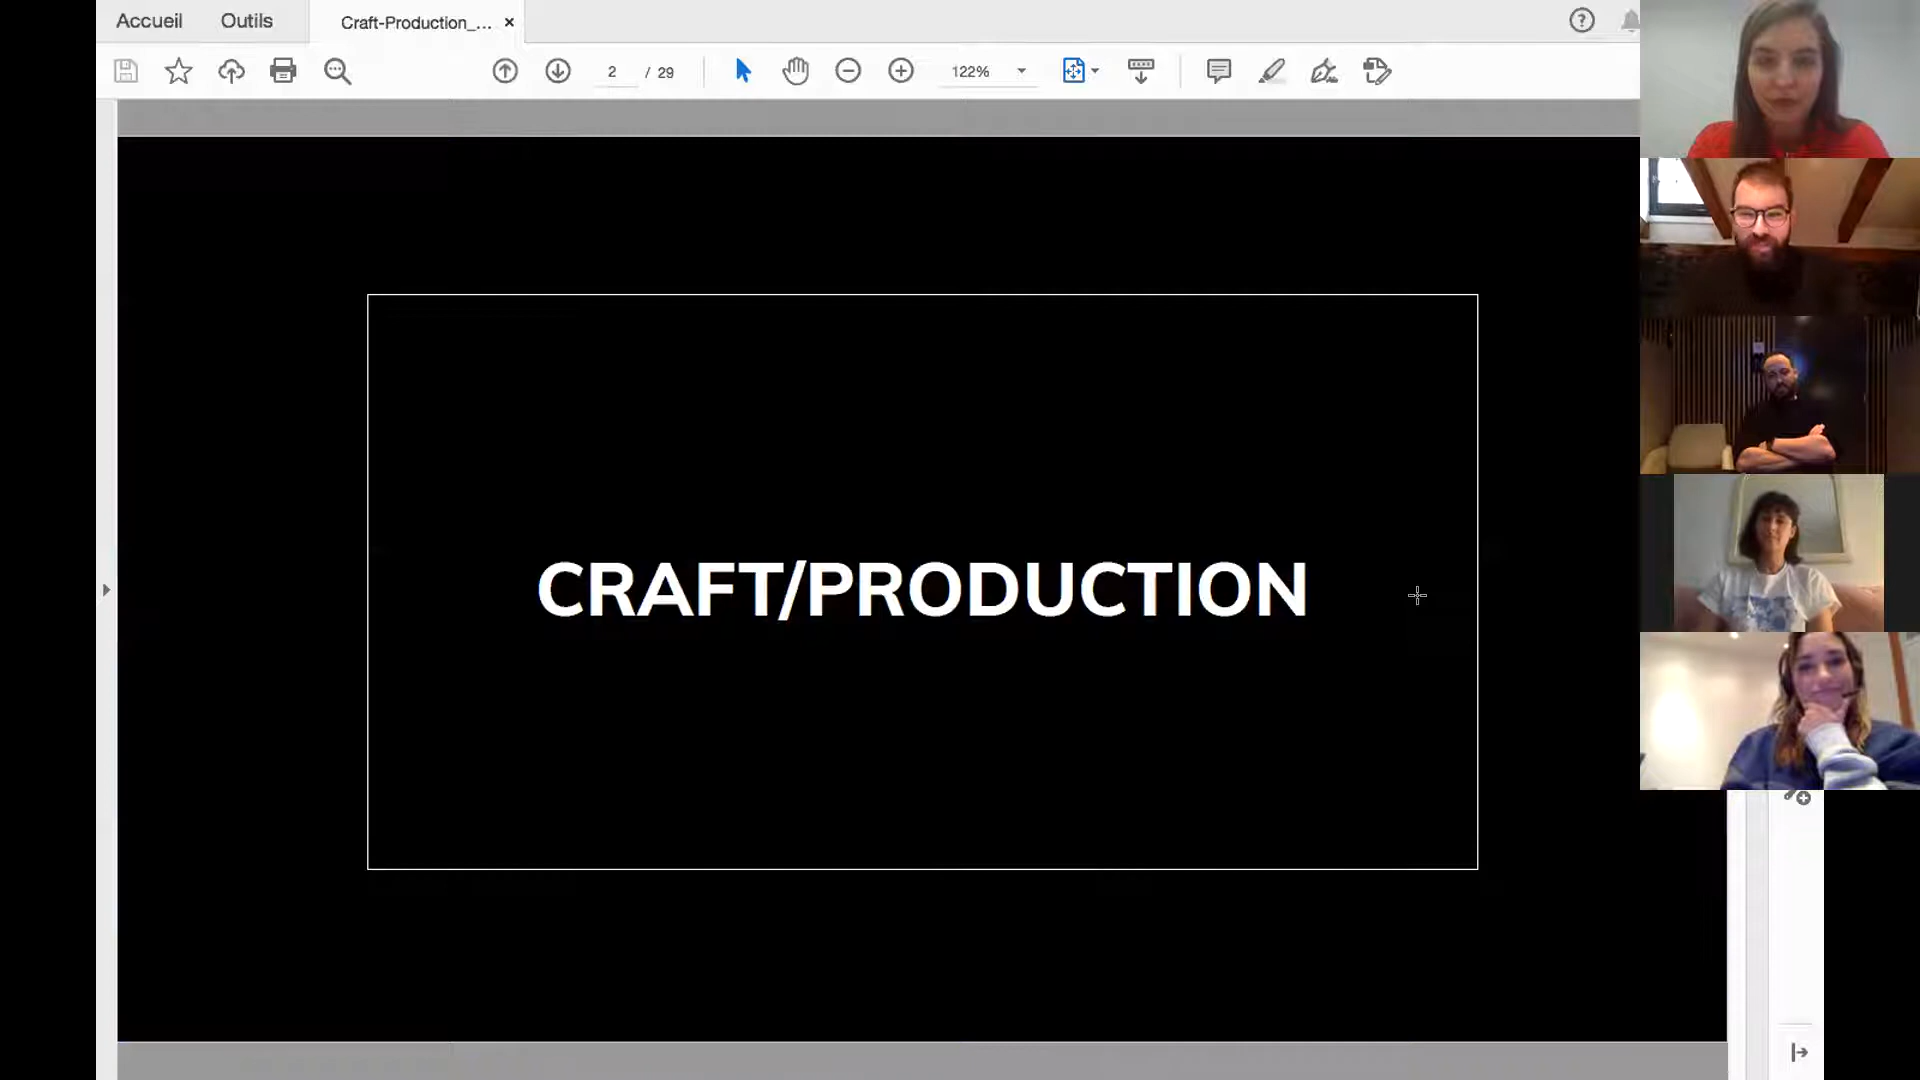 Accueil
Outils
Craft-Production_...
2 / 29
122%
CRAFT/PRODUCTION